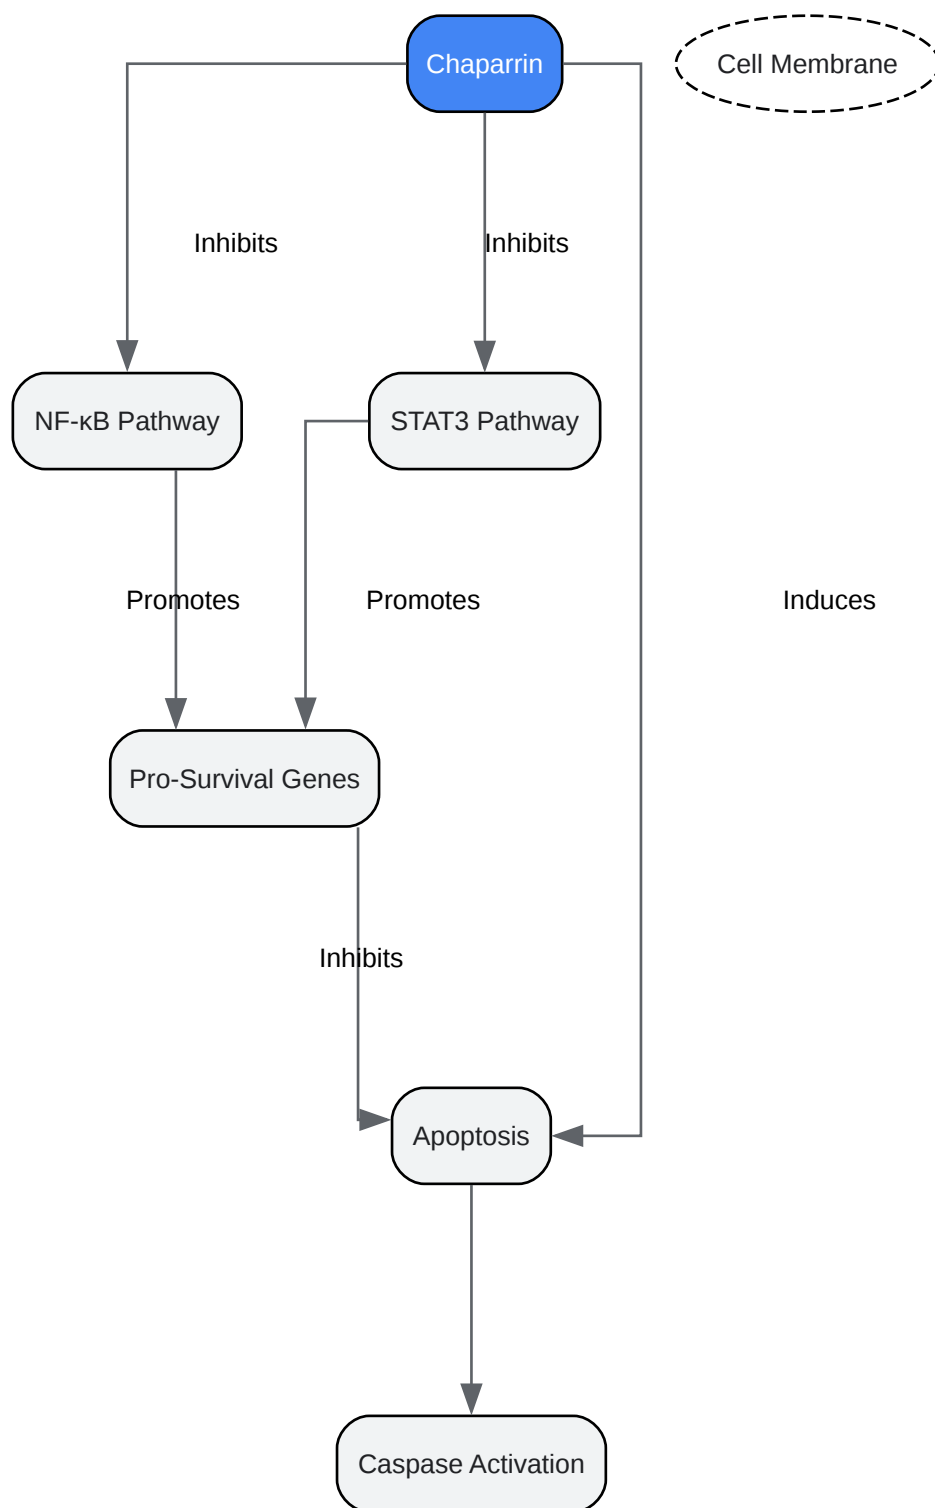 Chaparrin
Cell Membrane
Inhibits
Inhibits
NF-κB Pathway
STAT3 Pathway
Promotes
Promotes
Induces
Pro-Survival Genes
Inhibits
Apoptosis
Caspase Activation